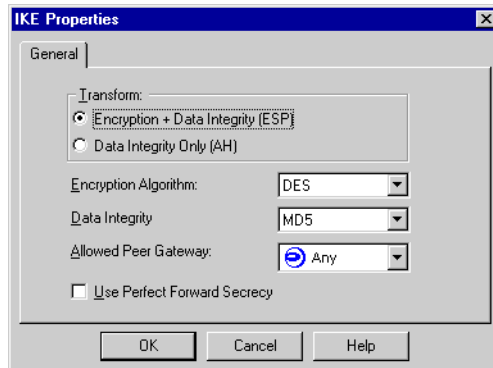 IKE Properties
General
Transform:
Encryption + Data Integrity (ESP)
Data Integrity Only (AH)
Encryption Algorithm: DES
Data Integrity MD5
Allowed Peer Gateway: Any
Use Perfect Forward Secrecy
OK Cancel Help